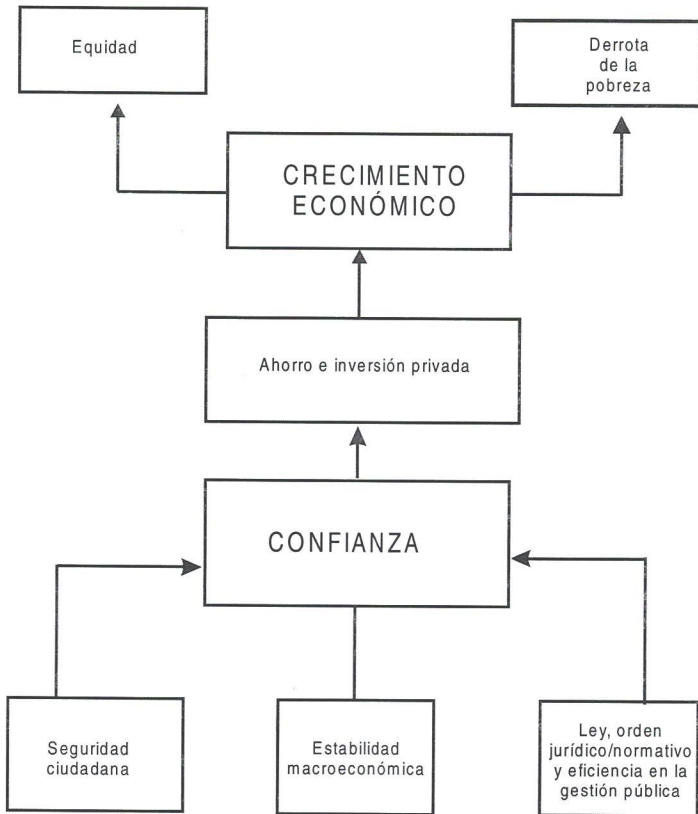 Equidad
Derrota
de la
pobreza
CRECIMIENTO
ECONÓMICO
Ahorro e inversión privada
CONFIANZA
Seguridad
ciudadana
Estabilidad
macroeconómica
Ley, orden
jurídico/normativo
y eficiencia en la
gestión pública